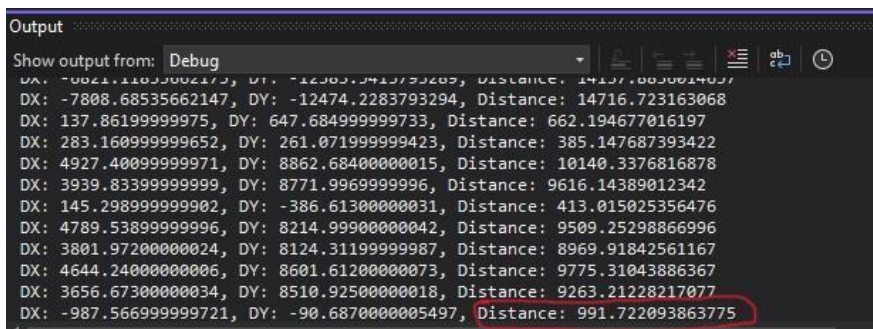 Output
Show output from: Debug
DX: -7808.68535662147, DY: -12474.2283793294, Distance: 14716.723163068
DX: 137.86199999975, DY: 647.684999999733, Distance: 662.194677016197
DX: 283.160999999652, DY: 261.071999999423, Distance: 385.147687393422
DX: 4927.40099999971, DY: 8862.68400000015, Distance: 10140.3376816878
DX: 3939.83399999999, DY: 8771.9969999996, Distance: 9616.14389012342
DX: 145.298999999902, DY: -386.61300000031, Distance: 413.015025356476
DX: 4789.53899999996, DY: 8214.99900000042, Distance: 9509.25298866996
DX: 3801.97200000024, DY: 8124.31199999987, Distance: 8969.91842561167
DX: 4644.24000000006, DY: 8601.61200000073, Distance: 9775.31043886367
DX: 3656.67300000034, DY: 8510.92500000018, Distance: 9263.21228217077
DX: -987.566999999721, DY: -90.6870000005497, Distance: 991.722093863775